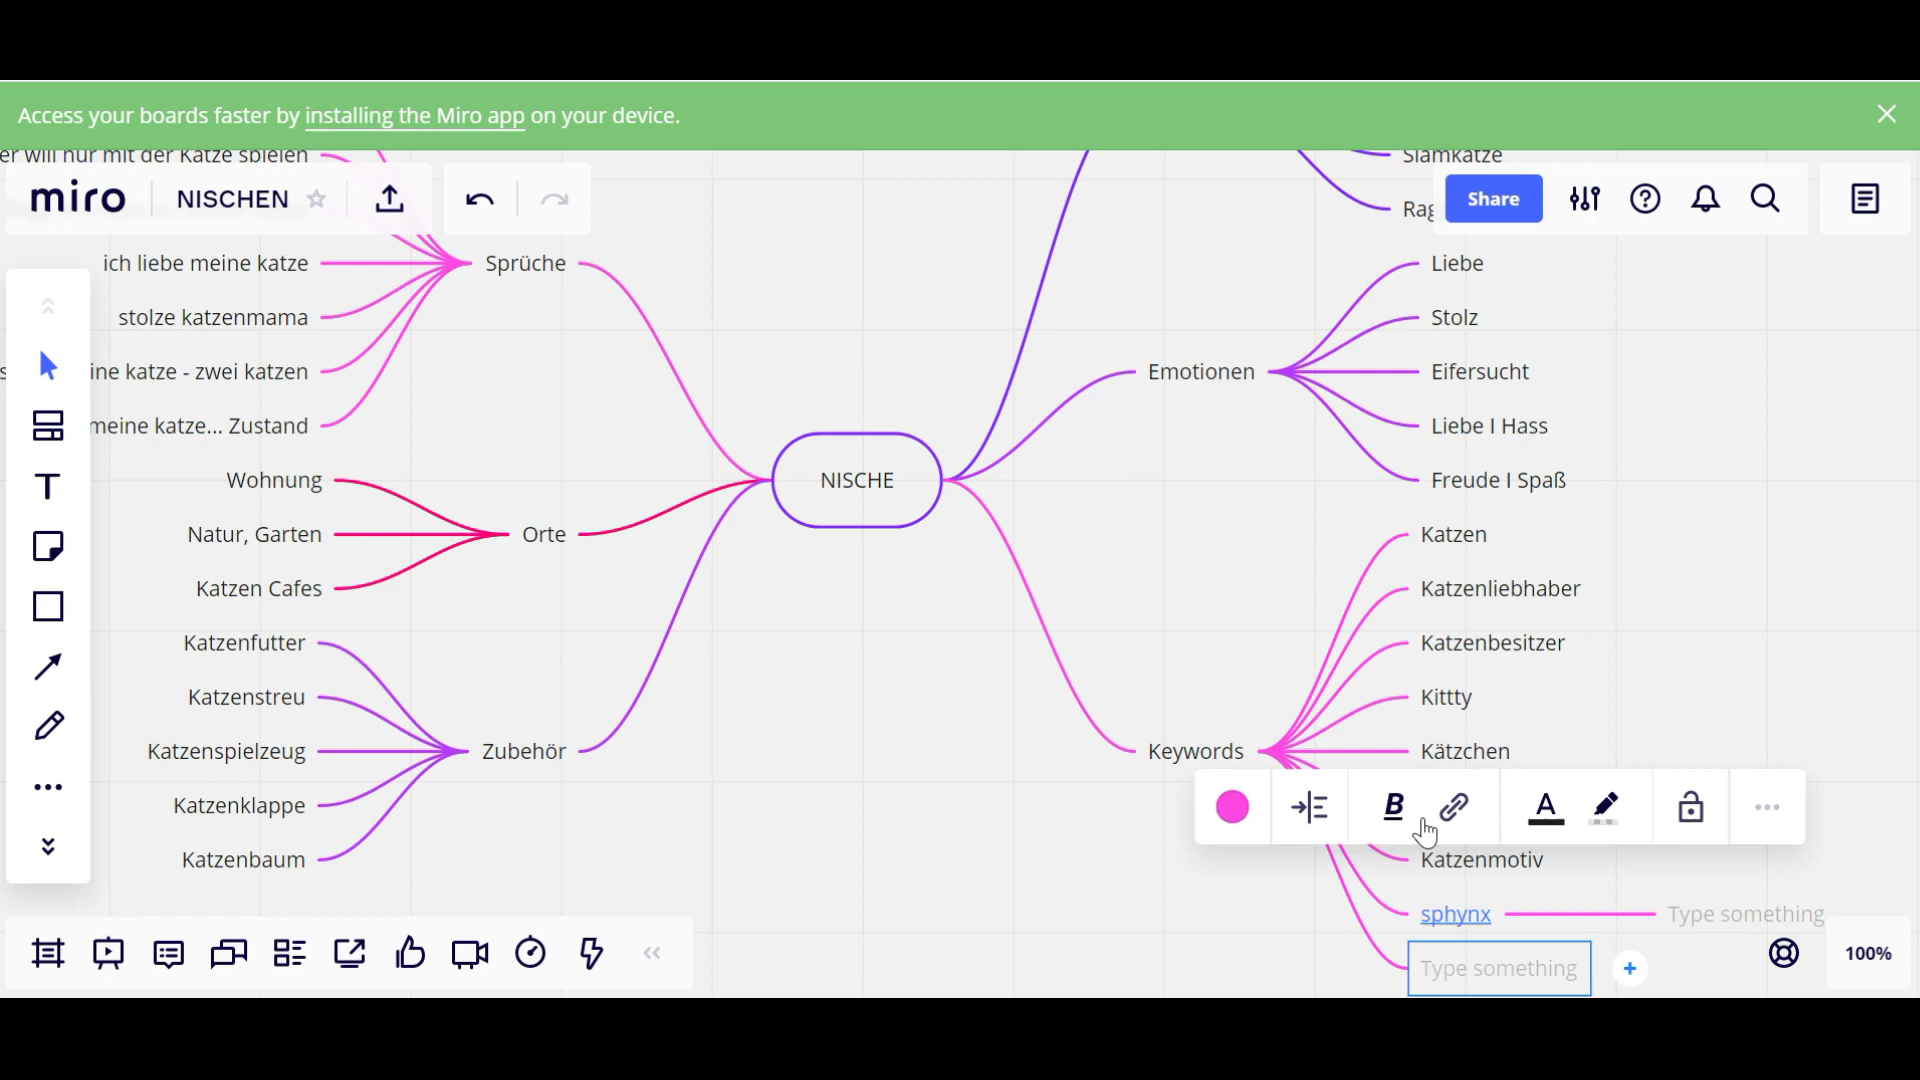 Access your boards faster by installing the Miro app on your device.
er will nur mit der Katze spielen
Siamkatze
miro
NISCHEN
Share
Rag
ich liebe meine katze
Sprüche
Liebe
stolze katzenmama
Stolz
ine katze - zwei katzen
Emotionen
Eifersucht
meine katze... Zustand
Liebe I Hass
Wohnung
NISCHE
Freude I Spaß
Natur, Garten
Orte
Katzen
Katzen Cafes
Katzenliebhaber
Katzenfutter
Katzenbesitzer
Katzenstreu
Kittty
Katzenspielzeug
Zubehör
Keywords
Kätzchen
Katzenklappe
B
A
Katzenbaum
Katzenmotiv
sphynx
Type something
100%
Type something